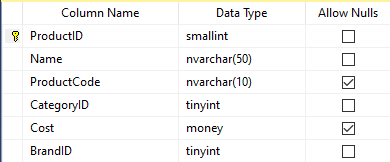 Column Name Data Type Allow Nulls
ProductID smallint
Name nvarchar(50)
ProductCode nvarchar(10)
CategoryID tinyint
Cost money
BrandID tinyint